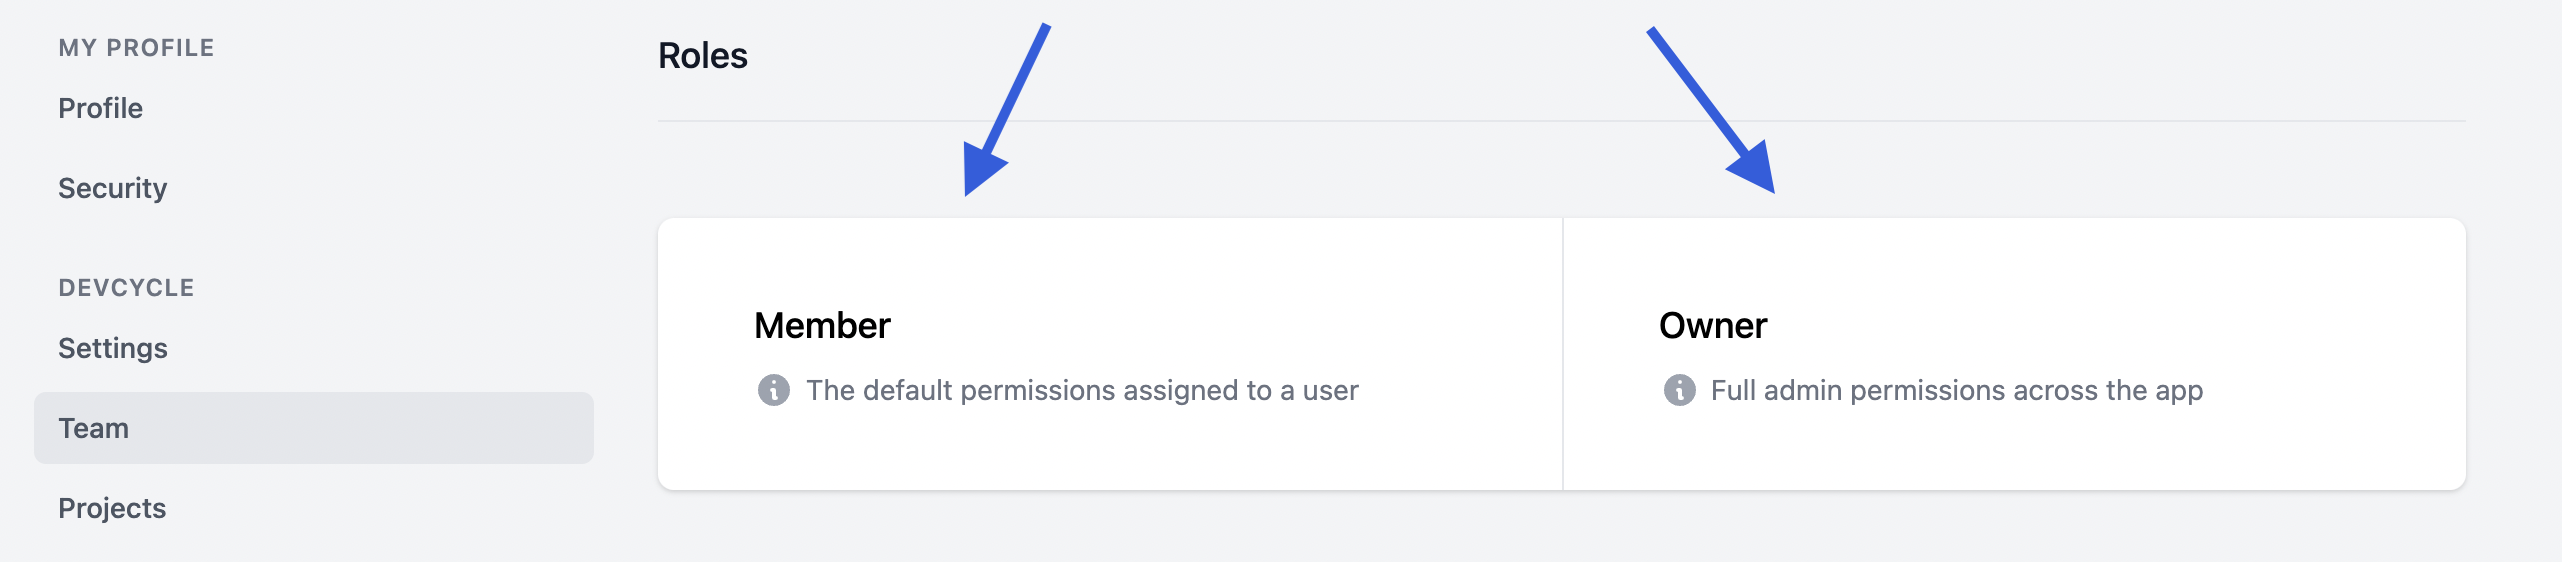 MY PROFILE
Profile
Security
DEVCYCLE
Settings
Team
Projects
Roles
Member
The default permissions assigned to a user
Owner
Full admin permissions across the app